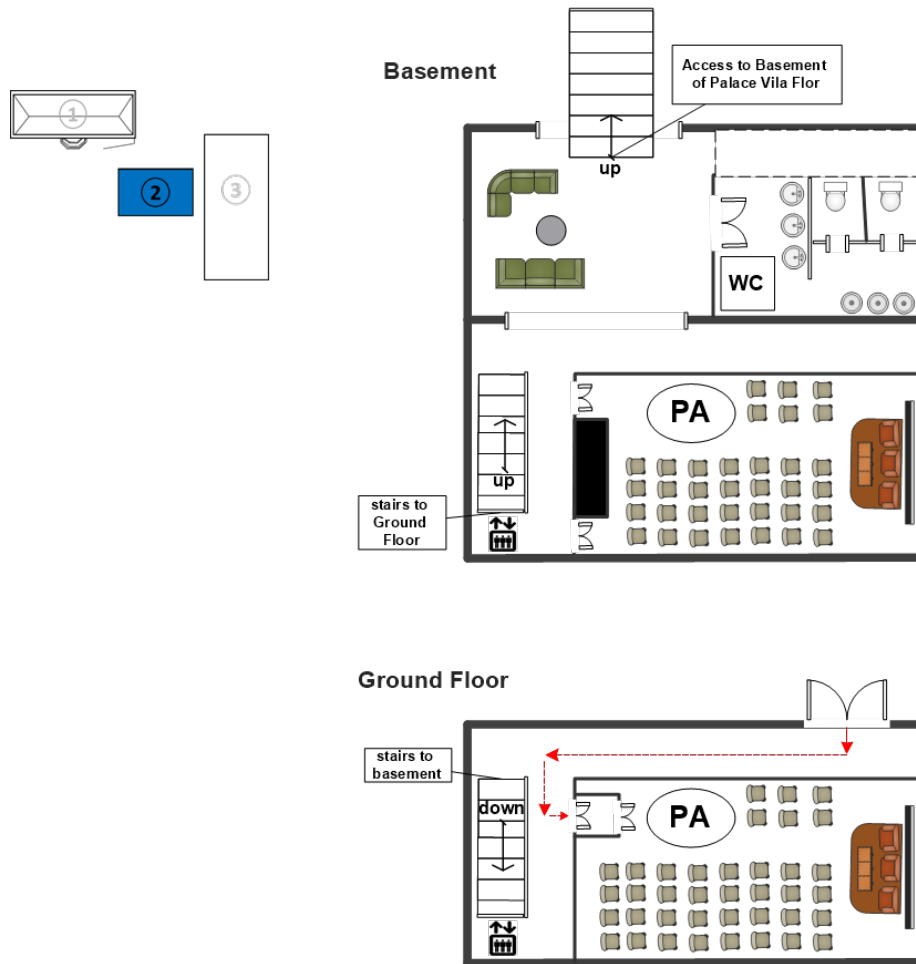 Basement
Access to Basement
of Palace Vila Flor
1
2
3
up
WC
PA
up
stairs to
Ground
Floor
Ground Floor
stairs to
basement
down
PA